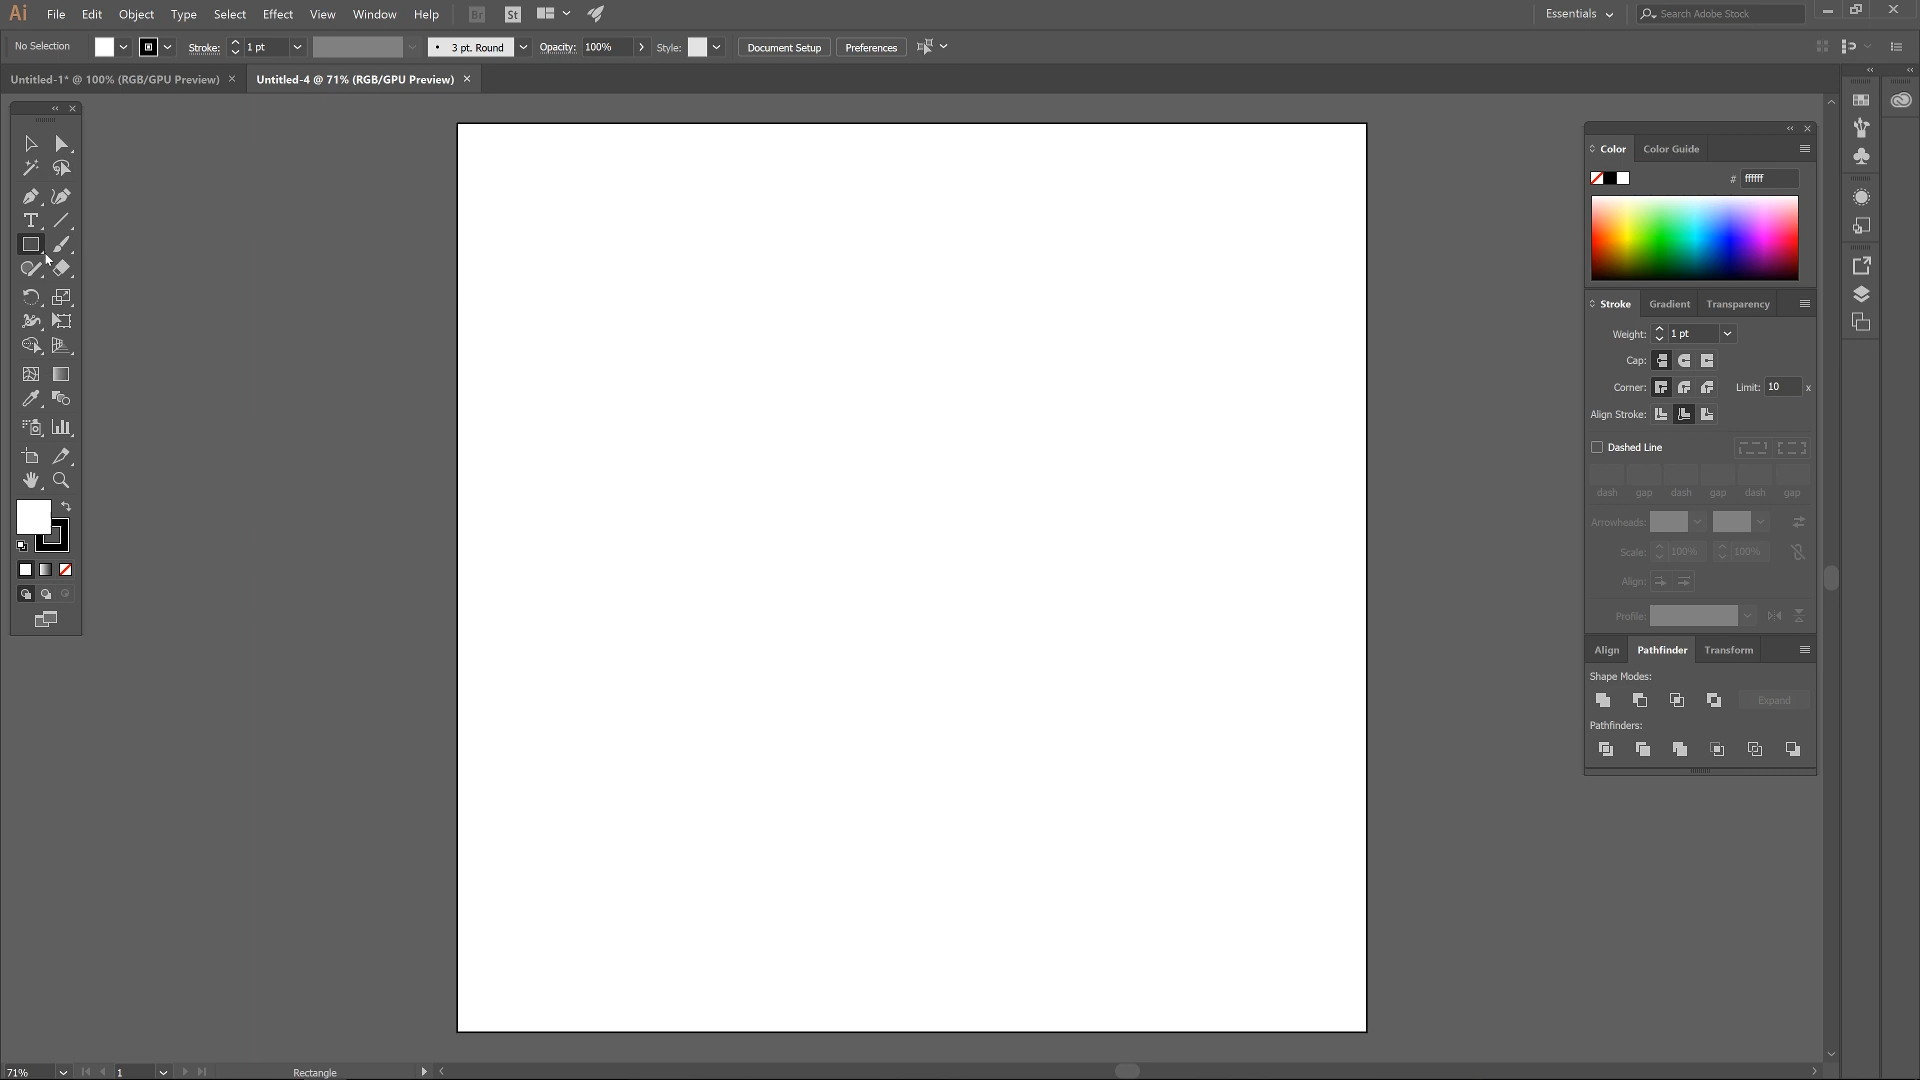 Ai File Edit Object Type Select Effect View Window Help Br St Essentials Search Adobe Stock
No Selection Stroke: 1 pt 3 pt. Round Opacity: 100% Style: Document Setup Preferences
Untitled-1* @ 100% (RGB/GPU Preview) × Untitled-4 @ 71% (RGB/GPU Preview) ×
Color Color Guide
# ffffff
Stroke Gradient Transparency
Weight: 1 pt
Cap:
Corner: Limit: 10 x
Align Stroke:
Dashed Line
dash gap dash gap dash gap
Arrowheads:
Scale: 100% 100%
Align:
Profile:
Align Pathfinder Transform
Shape Modes:
Expand
Pathfinders:
71% 1 Rectangle